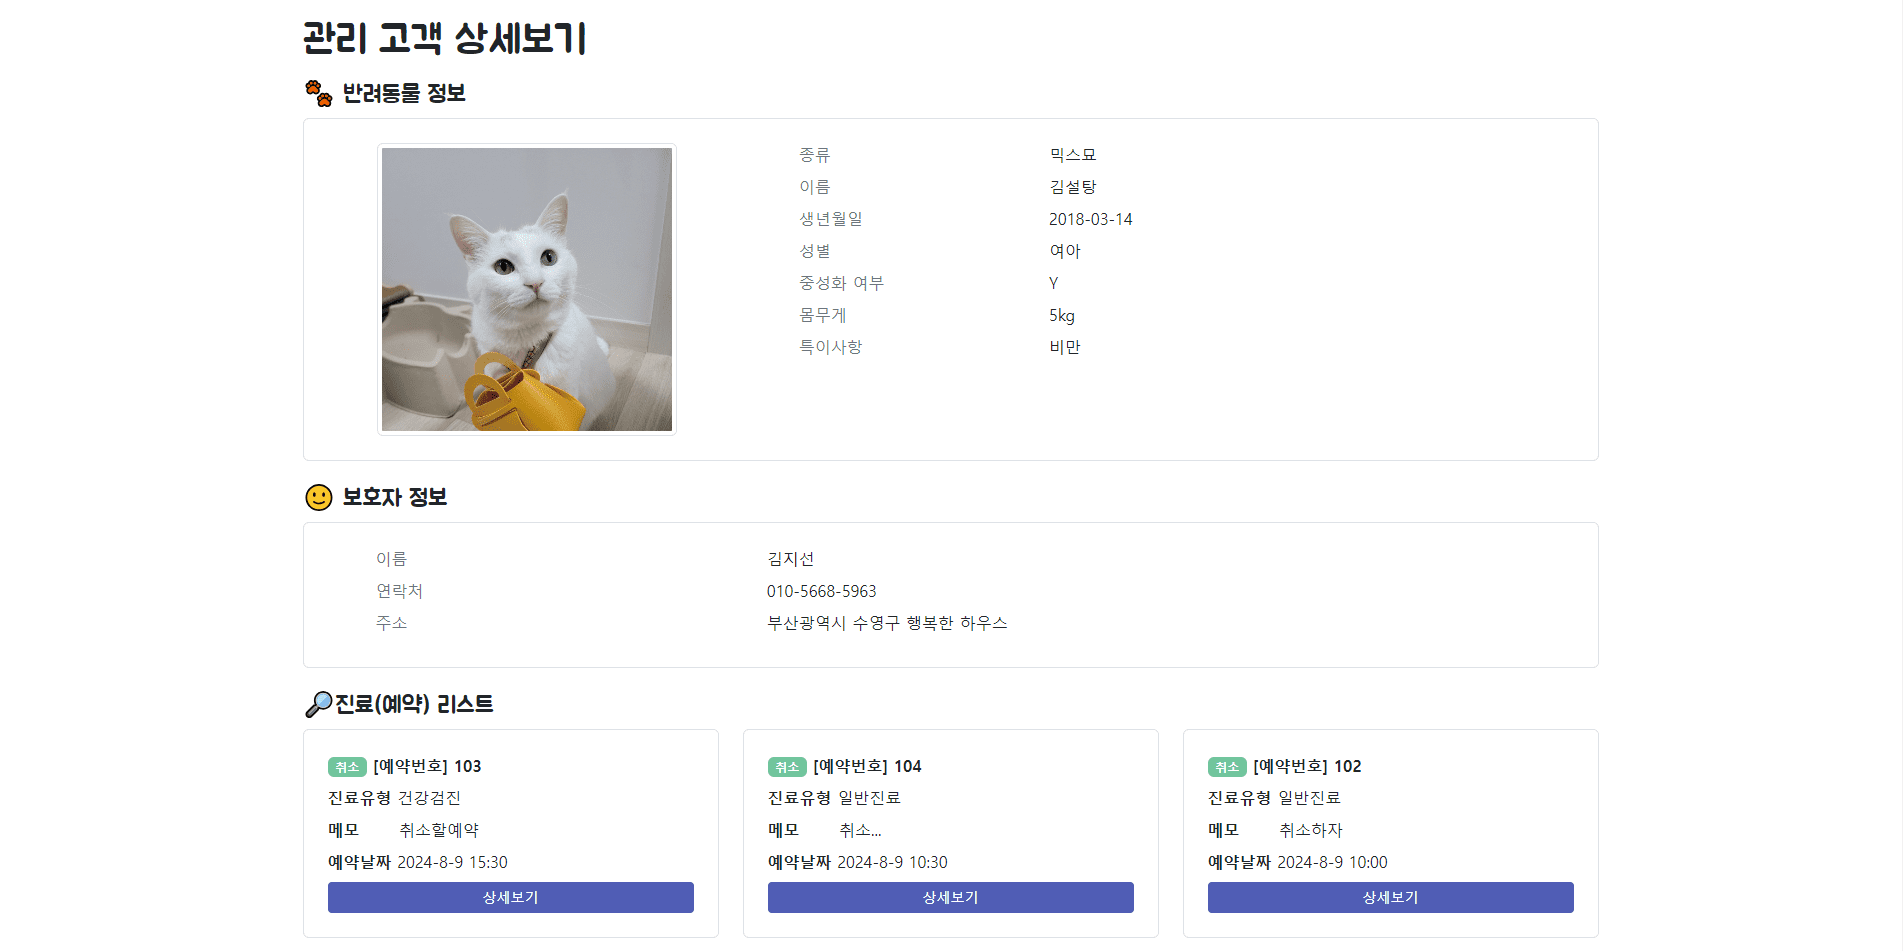 관리 고객 상세보기
반려동물 정보
종류 믹스묘
이름 김설탕
생년월일 2018-03-14
성별 여아
중성화 여부 Y
몸무게 5kg
특이사항 비만
보호자 정보
이름 김지선
연락처 010-5668-5963
주소 부산광역시 수영구 행복한 하우스
진료(예약) 리스트
취소 [예약번호] 103
진료유형 건강검진
메모 취소할예약
예약날짜 2024-8-9 15:30
상세보기
취소 [예약번호] 104
진료유형 일반진료
메모 취소...
예약날짜 2024-8-9 10:30
상세보기
취소 [예약번호] 102
진료유형 일반진료
메모 취소하자
예약날짜 2024-8-9 10:00
상세보기